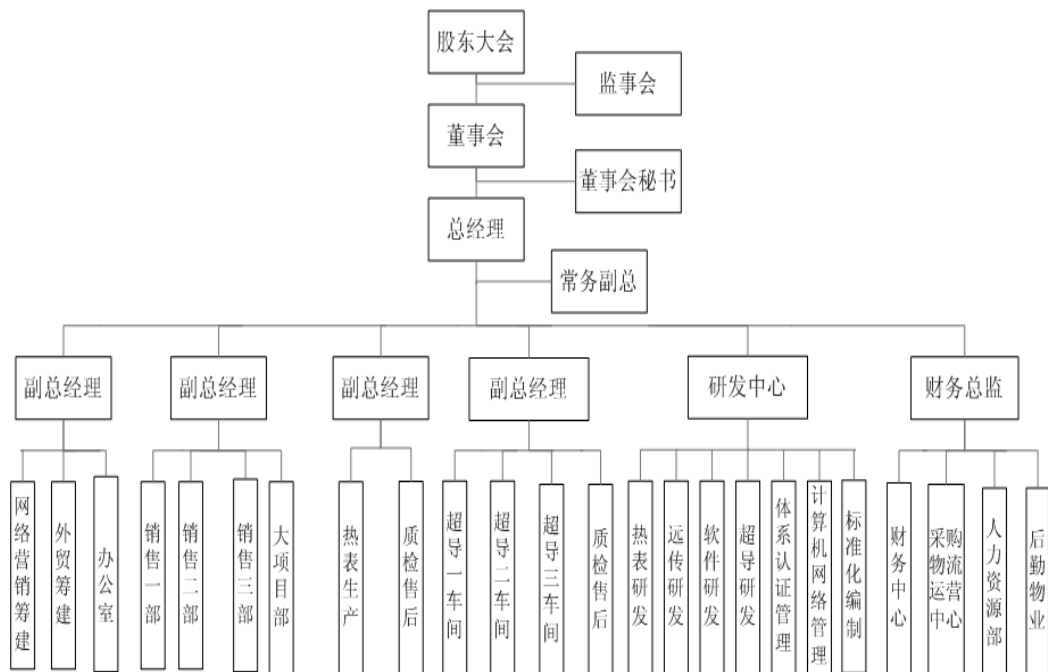 股东大会
监事会
董事会
董事会秘书
总经理
常务副总
副总经理
副总经理
副总经理
副总经理
研发中心
财务总监
网络营销筹建
外贸筹建
办公室
销售一部
销售二部
销售三部
大项目部
热表生产
质检售后
超导一车间
超导二车间
超导三车间
质检售后
热表研发
远传研发
软件研发
超导研发
体系认证管理
计算机网络管理
标准化编制
财务中心
采购物流运营中心
人力资源部
后勤物业